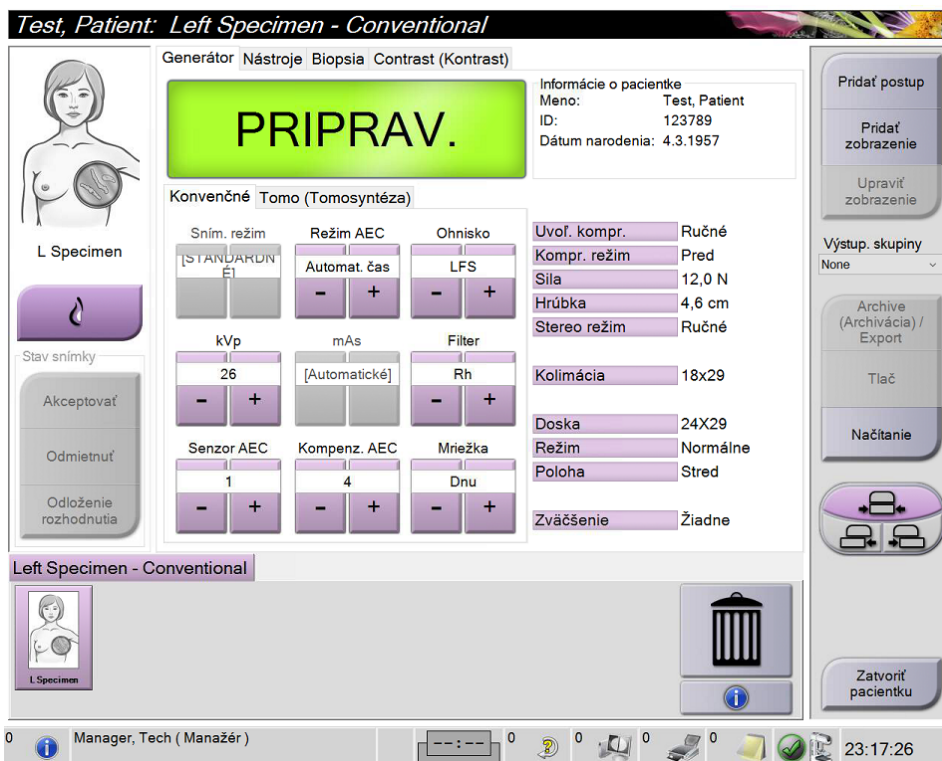 Test, Patient: Left Specimen - Conventional
Generátor Nástroje Biopsia Contrast (Kontrast)
PRIPRAV.
Informácie o pacientke
Meno: Test, Patient
ID: 123789
Dátum narodenia: 4.3.1957
L Specimen
Stav snímky
Akceptovať
Odmietnuť
Odloženie
rozhodnutia
Konvenčné Tomo (Tomosyntéza)
Sním. režim Režim AEC Ohnisko
[STANDARDN
É]
Automat. čas LFS
- + - +
kVp mAs Filter
26 [Automatické] Rh
- + - +
Senzor AEC Kompenz. AEC Mriežka
1 4 Dnu
- + - + - +
Uvoľ. kompr. Ručné
Kompr. režim Pred
Sila 12,0 N
Hrúbka 4,6 cm
Stereo režim Ručné
Kolimácia 18x29
Doska 24X29
Režim Normálne
Poloha Stred
Zväčšenie Žiadne
Pridať postup
Pridať
zobrazenie
Upraviť
zobrazenie
Výstup. skupiny
None
Archive
(Archivácia) /
Export
Tlač
Načítanie
Left Specimen - Conventional
L Specimen
Zatvoriť
pacientku
0 Manager, Tech ( Manažér ) --:-- 0 0 0 0 23:17:26